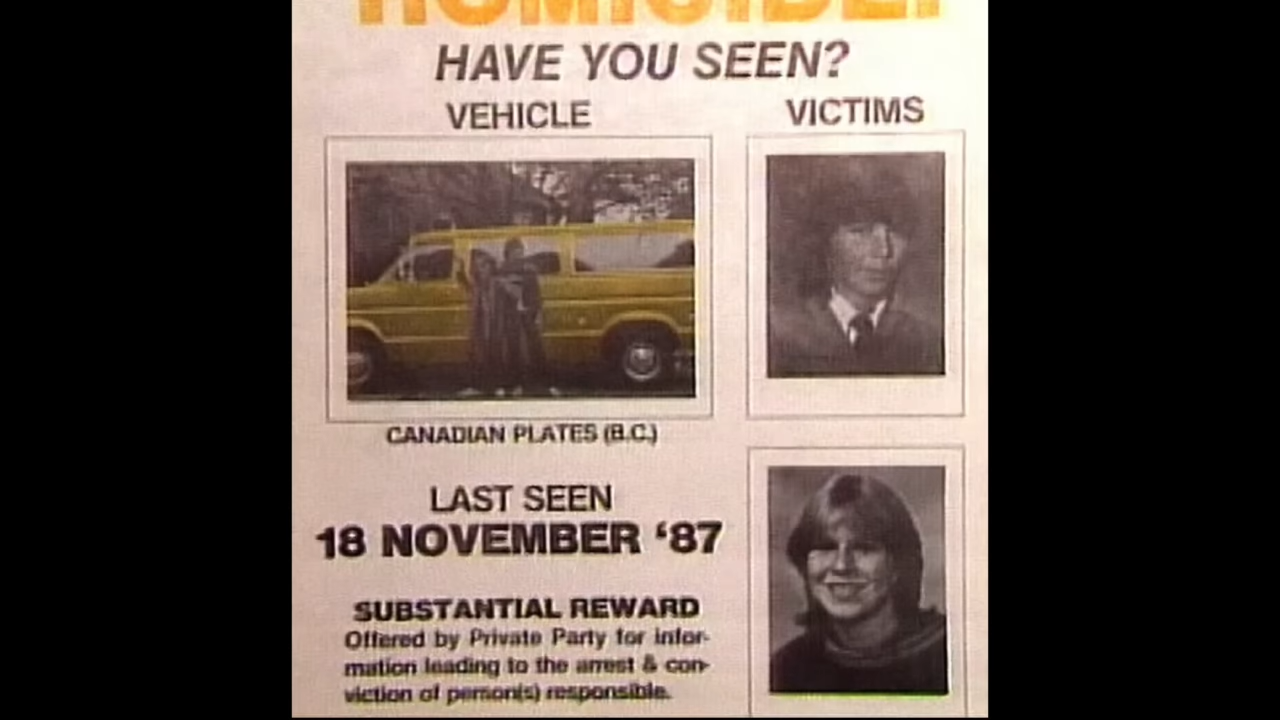 HOMICIDE!
HAVE YOU SEEN?
VEHICLE
VICTIMS
CANADIAN PLATES (B.C.)
LAST SEEN
18 NOVEMBER '87
SUBSTANTIAL REWARD
Offered by Private Party for infor-
mation leading to the arrest & con-
viction of person(s) responsible.